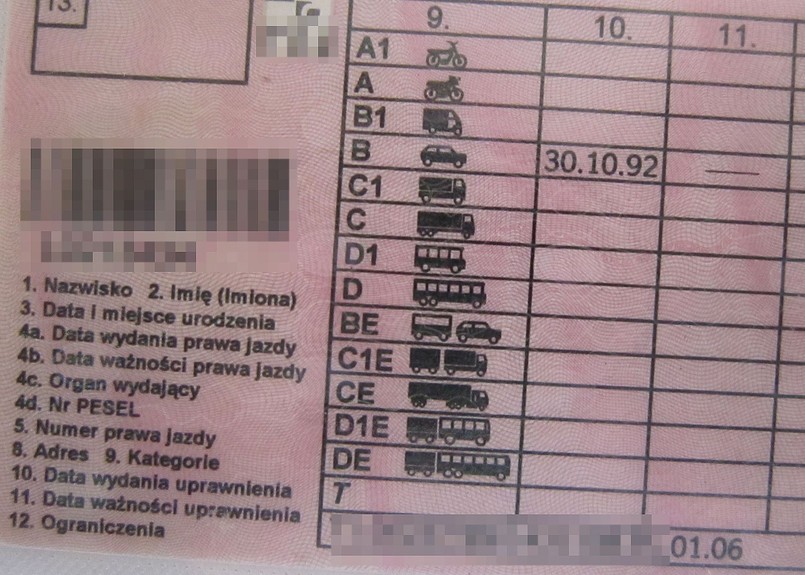 13.
9. 10. 11.
A1
A
B1
B 30.10.92 —
C1
C
D1
D
BE
C1E
CE
D1E
DE
T
01.06
1. Nazwisko 2. Imię (Imiona)
3. Data i miejsce urodzenia
4a. Data wydania prawa jazdy
4b. Data ważności prawa jazdy
4c. Organ wydający
4d. Nr PESEL
5. Numer prawa jazdy
8. Adres 9. Kategorie
10. Data wydania uprawnienia
11. Data ważności uprawnienia
12. Ograniczenia